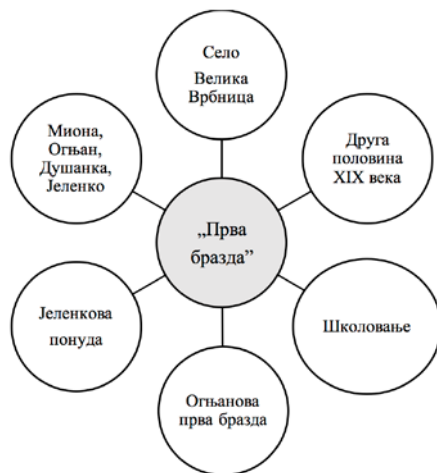 Село
Велика
Врбница
Миона,
Огњан,
Душанка,
Јеленко
Друга
половина
XIX века
„Прва
бразда”
Јеленкова
понуда
Школовање
Огњанова
прва бразда